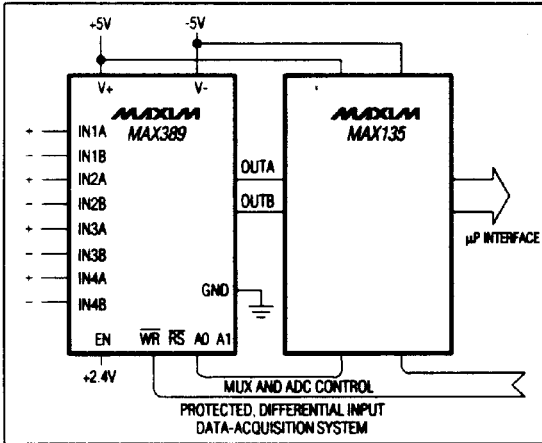 +5V
-5V
V+
V-
MAXIM
MAX389
MAXIM
MAX135
+ IN1A
- IN1B
+ IN2A
- IN2B
+ IN3A
- IN3B
+ IN4A
- IN4B
OUTA
OUTB
GND
µP INTERFACE
EN WR RS A0 A1
+2.4V
MUX AND ADC CONTROL
PROTECTED, DIFFERENTIAL INPUT
DATA-ACQUISITION SYSTEM